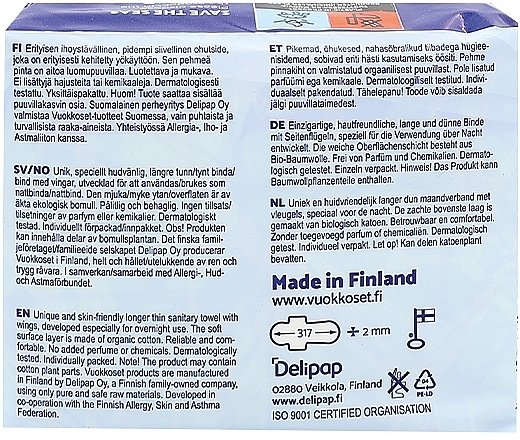 SAVE THE SEA!
FI Erityisen ihoystävällinen, pidempi siivellinen ohutside,
joka on erityisesti kehitetty yökäyttöön. Sen pehmeä
pinta on aitoa luomupuuvillaa. Luotettava ja mukava.
Ei lisättyjä hajusteita tai kemikaaleja. Dermatologisesti
testattu. Yksittäispakattu. Huom! Tuote saattaa sisältää
puuvillakasvin osia. Suomalainen perheyritys Delipap Oy
valmistaa Vuokkoset-tuotteet Suomessa, vain puhtaista ja
turvallisista raaka-aineista. Yhteistyössä Allergia-, Iho- ja
Astmaliiton kanssa.
SV/NO Unik, speciellt hudvänlig, längre tunn/tynt binda/
bind med vingar, utvecklad för att användas/brukes som
nattbinda/nattbind. Den mjuka/myke ytan/overflaten är av
äkta ekologisk bomull. Pålitlig och behaglig. Ingen tillsats/
tilsetninger av parfym eller kemikalier. Dermatologiskt
testad. Individuellt förpackad/innpakket. Obs! Produkten
kan innehålla delar av bomullsplantan. Det finska famil-
jeföretaget/familieeide selskapet Delipap Oy producerar
Vuokkoset i Finland, helt och hållet/utelukkende av ren och
trygg råvara. I samverkan/samarbeid med Allergi-, Hud-
och Astmaförbundet.
EN Unique and skin-friendly longer thin sanitary towel with
wings, developed especially for overnight use. The soft
surface layer is made of organic cotton. Reliable and com-
fortable. No added perfume or chemicals. Dermatologically
tested. Individually packed. Note! The product may contain
cotton plant parts. Vuokkoset products are manufactured
in Finland by Delipap Oy, a Finnish family-owned company,
using only pure and safe raw materials. Developed in
co-operation with the Finnish Allergy, Skin and Asthma
Federation.
ET Pikemad, õhukesed, nahasõbralikud tiibadega hügiee-
nisidemed, sobivad eriti hästi kasutamiseks öösiti. Pehme
pinnakiht on valmistatud orgaanilisest puuvillast. Pole lisatud
parfüümi ega kemikaale. Dermatoloogiliselt testitud. Individu-
aalselt pakendatud. Tähelepanu! Toode võib sisaldada
jälgi puuvillataimedest.
DE Einzigartige, hautfreundliche, lange und dünne Binde
mit Seitenflügeln, speziell für die Verwendung über Nacht
entwickelt. Die weiche Oberflächenschicht besteht aus
Bio-Baumwolle. Frei von Parfüm und Chemikalien. Dermato-
logisch getestet. Einzeln verpackt. Hinweis! Das Produkt kann
Baumwollpflanzenteile enthalten.
NL Uniek en huidvriendelijk langer dun maandverband met
vleugels, speciaal voor de nacht. De zachte bovenste laag is
gemaakt van biologisch katoen. Betrouwbaar en comfortabel.
Zonder toegevoegd parfum of chemicaliën. Dermatologisch
getest. Individueel verpakt. Let op! Kan delen katoenplant
bevatten.
Made in Finland
www.vuokkoset.fi
317
2 mm
Delipap
02880 Veikkola, Finland
www.delipap.fi
ISO 9001 CERTIFIED ORGANISATION
04
PE-LD